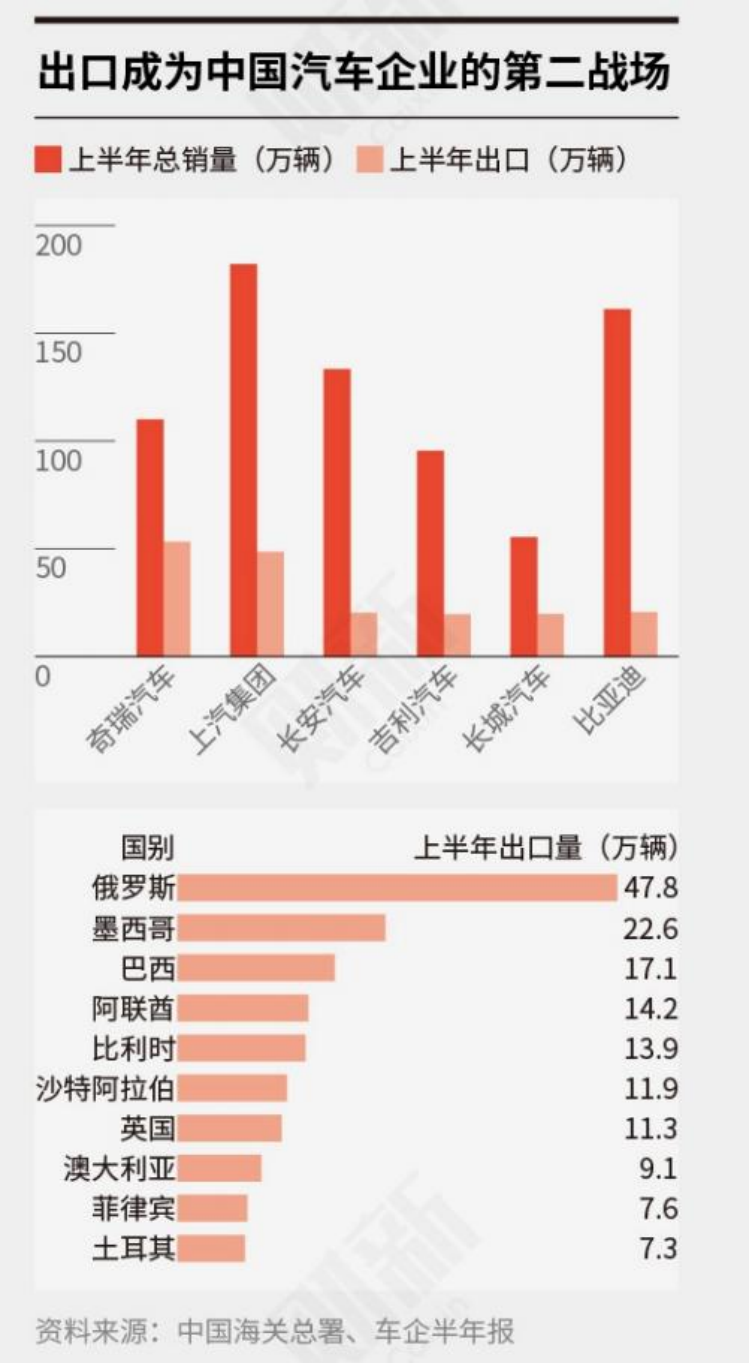 出口成为中国汽车企业的第二战场
上半年总销量（万辆） 上半年出口（万辆）
200
150
100
50
0
奇瑞汽车 上汽集团 长安汽车 吉利汽车 长城汽车 比亚迪
国别 上半年出口量（万辆）
俄罗斯 47.8
墨西哥 22.6
巴西 17.1
阿联酋 14.2
比利时 13.9
沙特阿拉伯 11.9
英国 11.3
澳大利亚 9.1
菲律宾 7.6
土耳其 7.3
资料来源：中国海关总署、车企半年报
财新